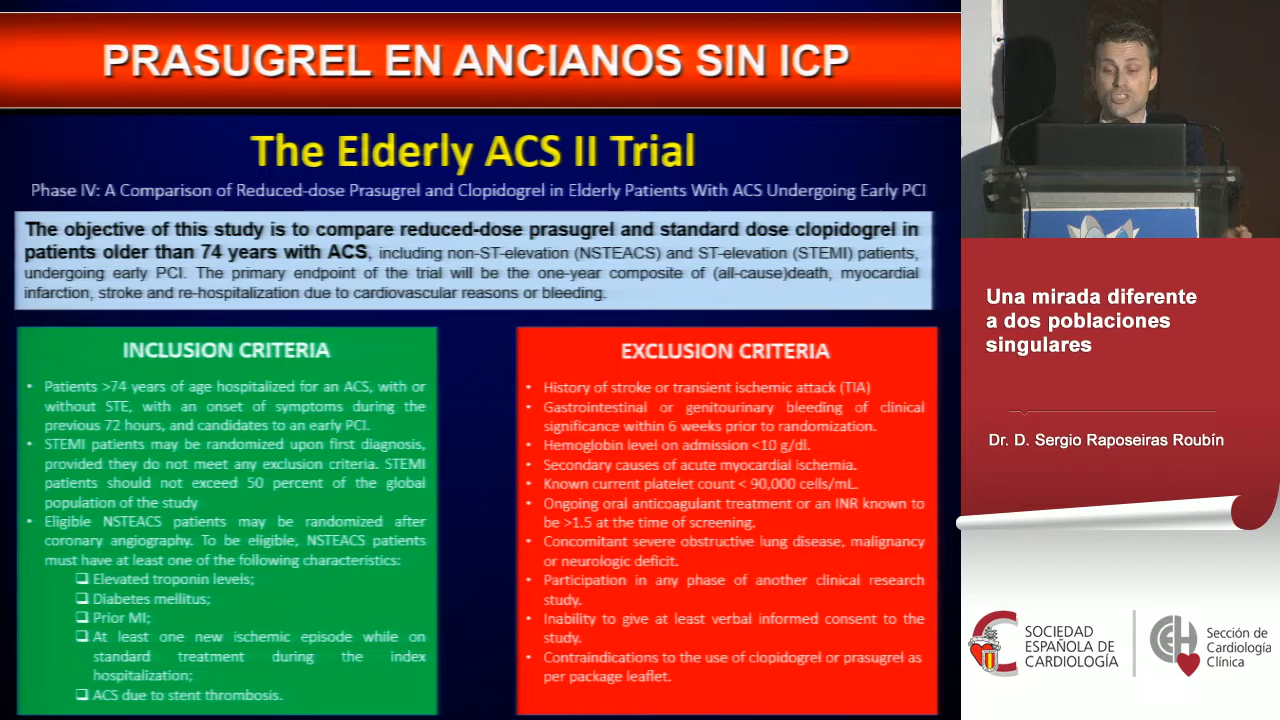 PRASUGREL EN ANCIANOS SIN ICP
The Elderly ACS II Trial
Phase IV: A Comparison of Reduced-dose Prasugrel and Clopidogrel in Elderly Patients With ACS Undergoing Early PCI
The objective of this study is to compare reduced-dose prasugrel and standard dose clopidogrel in
patients older than 74 years with ACS, including non-ST-elevation (NSTEACS) and ST-elevation (STEMI) patients,
undergoing early PCI. The primary endpoint of the trial will be the one-year composite of (all-cause)death, myocardial
infarction, stroke and re-hospitalization due to cardiovascular reasons or bleeding.
INCLUSION CRITERIA
• Patients >74 years of age hospitalized for an ACS, with or
without STE, with an onset of symptoms during the
previous 72 hours, and candidates to an early PCI.
• STEMI patients may be randomized upon first diagnosis,
provided they do not meet any exclusion criteria. STEMI
patients should not exceed 50 percent of the global
population of the study
• Eligible NSTEACS patients may be randomized after
coronary angiography. To be eligible, NSTEACS patients
must have at least one of the following characteristics:
❑ Elevated troponin levels;
❑ Diabetes mellitus;
❑ Prior MI;
❑ At least one new ischemic episode while on
standard treatment during the index
hospitalization;
❑ ACS due to stent thrombosis.
EXCLUSION CRITERIA
• History of stroke or transient ischemic attack (TIA)
• Gastrointestinal or genitourinary bleeding of clinical
significance within 6 weeks prior to randomization.
• Hemoglobin level on admission <10 g/dl.
• Secondary causes of acute myocardial ischemia.
• Known current platelet count < 90,000 cells/mL.
• Ongoing oral anticoagulant treatment or an INR known to
be >1.5 at the time of screening.
• Concomitant severe obstructive lung disease, malignancy
or neurologic deficit.
• Participation in any phase of another clinical research
study.
• Inability to give at least verbal informed consent to the
study.
• Contraindications to the use of clopidogrel or prasugrel as
per package leaflet.
Una mirada diferente
a dos poblaciones
singulares
Dr. D. Sergio Raposeiras Roubín
SOCIEDAD
ESPAÑOLA DE
CARDIOLOGÍA
Sección de
Cardiología
Clínica